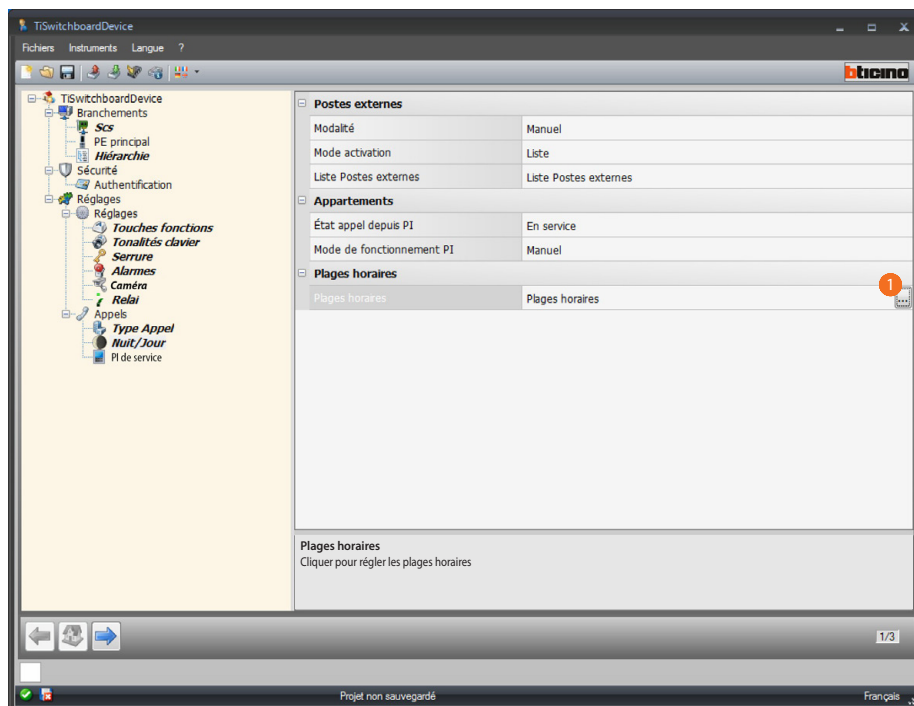 TiSwitchboardDevice
Fichiers Instruments Langue ?
bticino
TiSwitchboardDevice
Branchements
Scs
PE principal
Hiérarchie
Sécurité
Authentification
Réglages
Réglages
Touches fonctions
Tonalités clavier
Serrure
Alarmes
Caméra
Relai
Appels
Type Appel
Nuit/Jour
PI de service
Postes externes
Modalité Manuel
Mode activation Liste
Liste Postes externes Liste Postes externes
Appartements
État appel depuis PI En service
Mode de fonctionnement PI Manuel
Plages horaires
1
Plages horaires Plages horaires ...
Plages horaires
Cliquer pour régler les plages horaires
1/3
Projet non sauvegardé Français